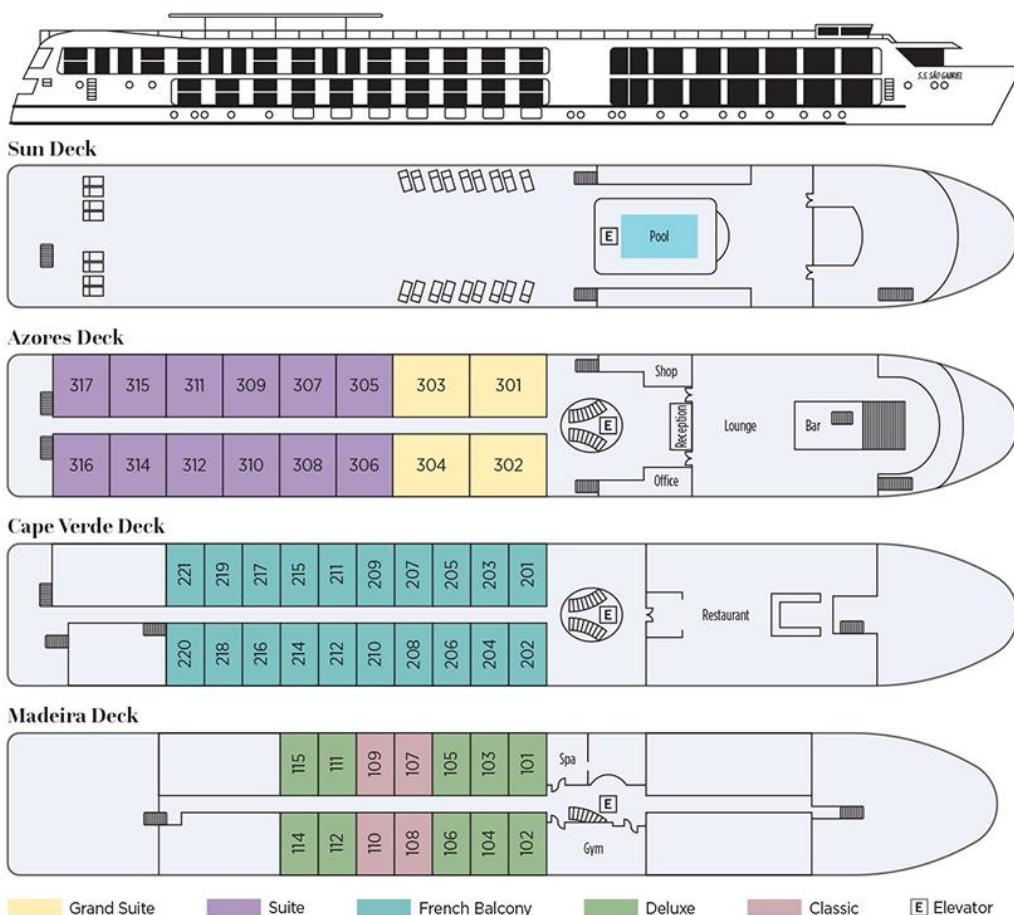 S.S. SÃO GABRIEL
Sun Deck
E
Pool
Azores Deck
317 315 311 309 307 305 303 301
Shop
E
Reception
Lounge
Bar
316 314 312 310 308 306 304 302
Office
Cape Verde Deck
221 219 217 215 211 209 207 205 203 201
E
Restaurant
220 218 216 214 212 210 208 206 204 202
Madeira Deck
115 111 109 107 105 103 101
Spa
E
114 112 110 108 106 104 102
Gym
Grand Suite Suite French Balcony Deluxe Classic E Elevator